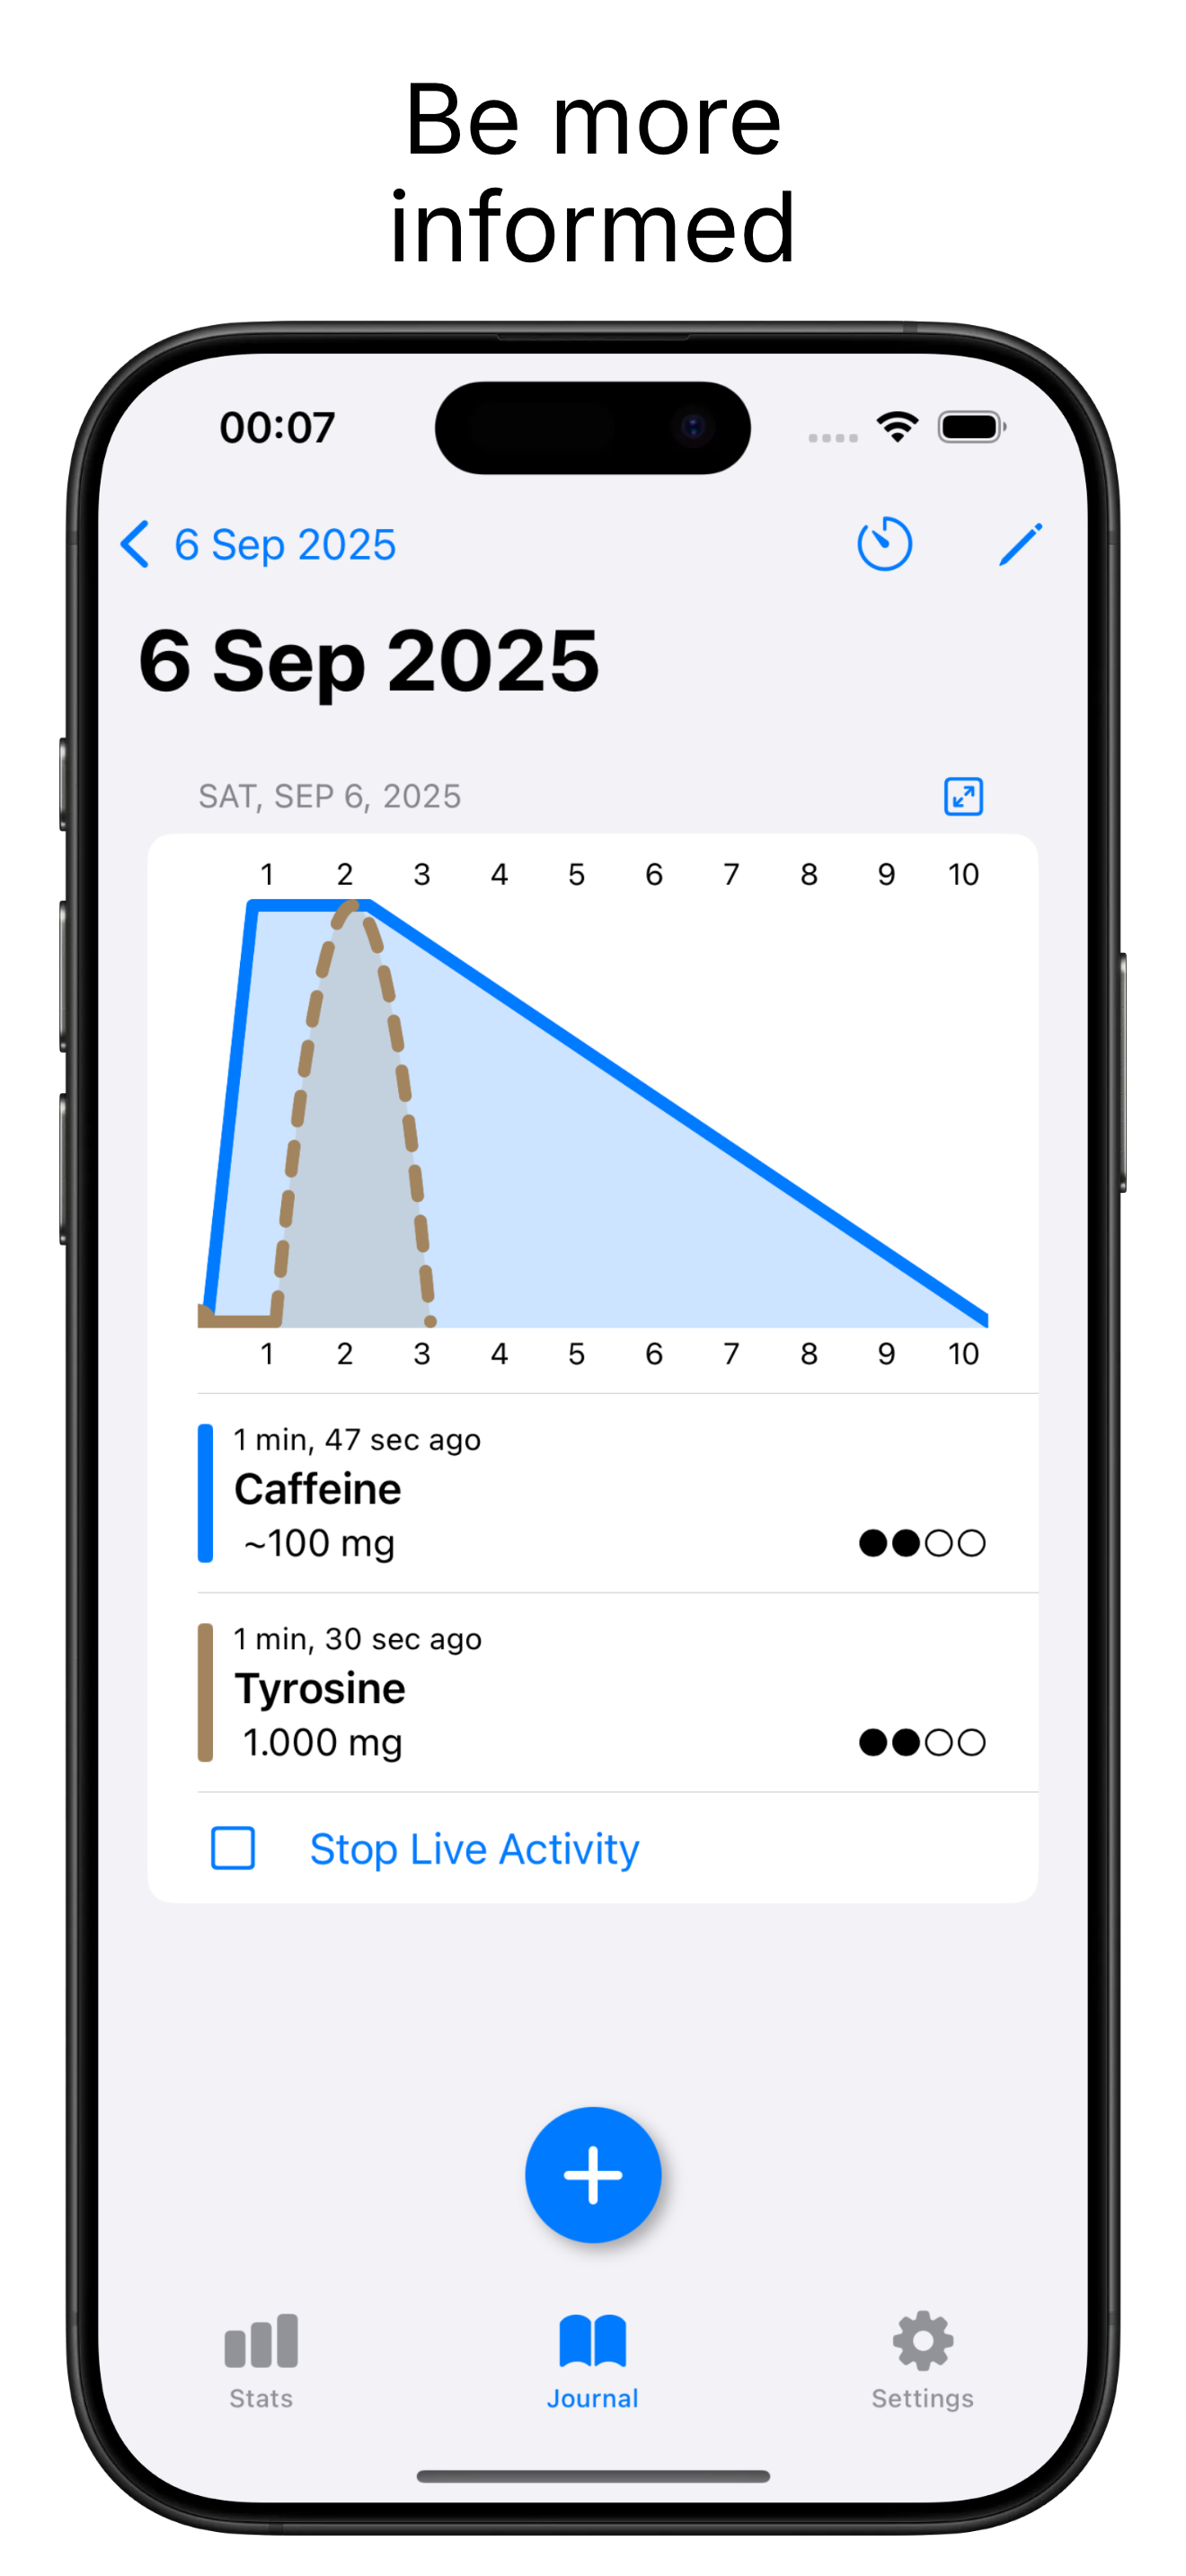 Be more
informed
00:07
6 Sep 2025
6 Sep 2025
SAT, SEP 6, 2025
1 2 3 4 5 6 7 8 9 10
1 2 3 4 5 6 7 8 9 10
1 min, 47 sec ago
Caffeine
~100 mg
1 min, 30 sec ago
Tyrosine
1.000 mg
Stop Live Activity
Stats Journal Settings